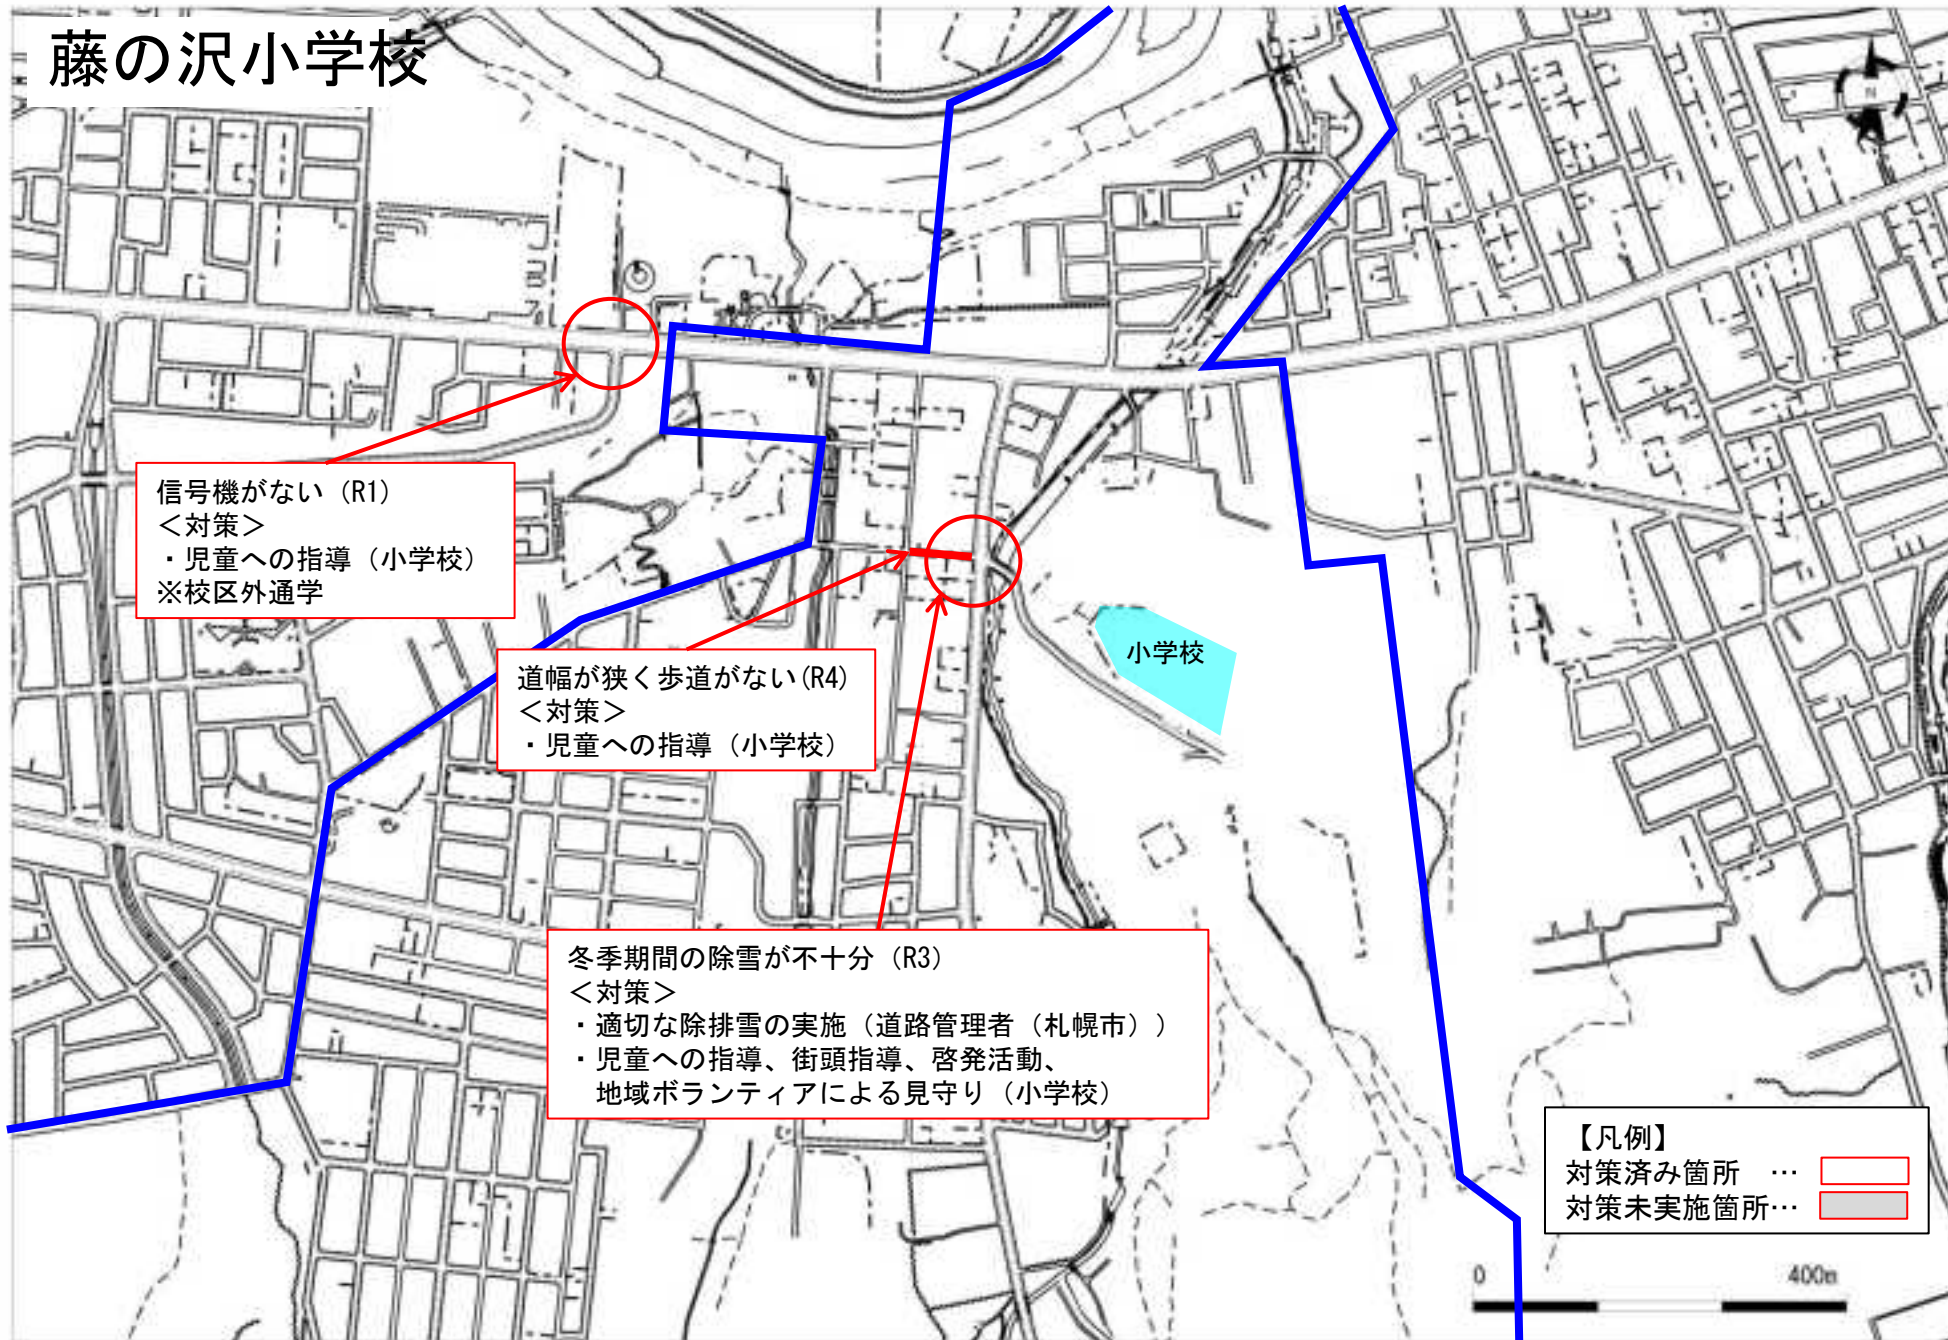 藤の沢小学校
N
信号機がない（R1）
＜対策＞
・児童への指導（小学校）
※校区外通学
小学校
道幅が狭く歩道がない(R4)
＜対策＞
・児童への指導（小学校）
冬季期間の除雪が不十分（R3）
＜対策＞
・適切な除排雪の実施（道路管理者（札幌市））
・児童への指導、街頭指導、啓発活動、
地域ボランティアによる見守り（小学校）
【凡例】
対策済み箇所 …
対策未実施箇所…
0 400m